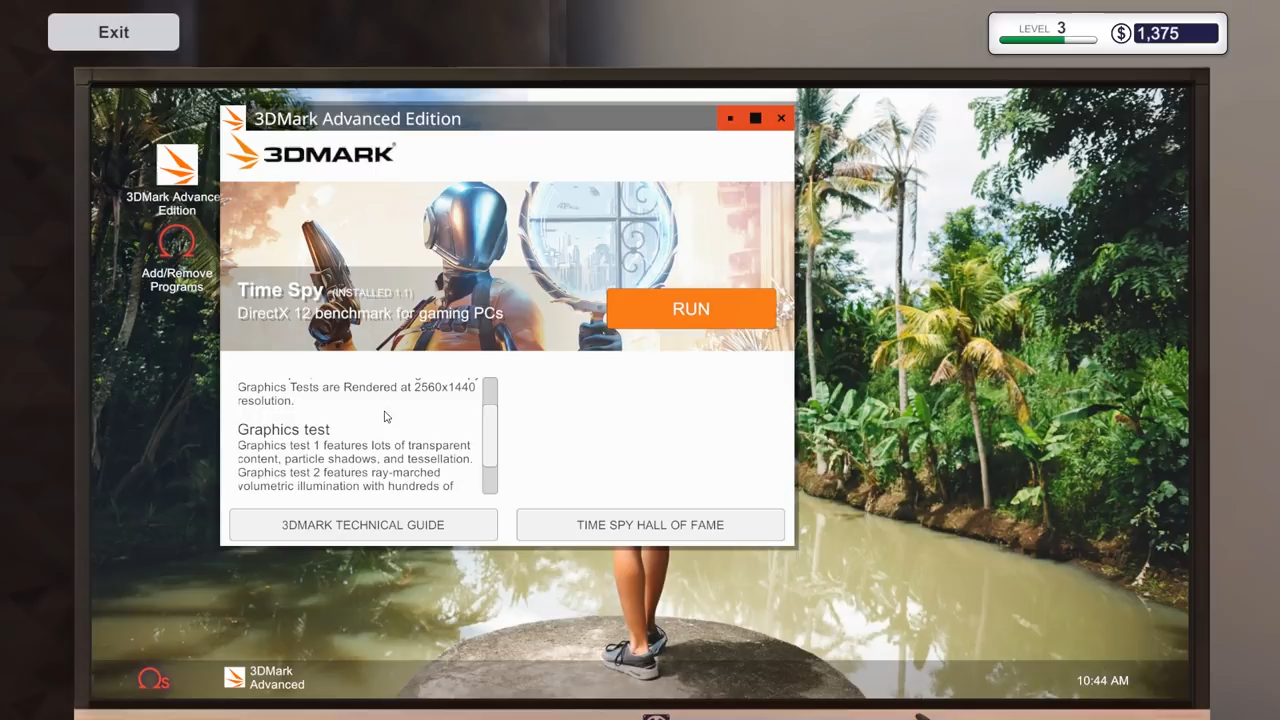 Exit
LEVEL 3
$ 1,375
3DMark Advanced Edition
3DMARK
3DMark Advance
Edition
Add/Remove
Programs
Time Spy (INSTALLED 1.1)
DirectX 12 benchmark for gaming PCs
RUN
Graphics Tests are Rendered at 2560x1440
resolution.
Graphics test
Graphics test 1 features lots of transparent
content, particle shadows, and tessellation.
Graphics test 2 features ray-marched
volumetric illumination with hundreds of
3DMARK TECHNICAL GUIDE
TIME SPY HALL OF FAME
Ωs
3DMark
Advanced
10:44 AM